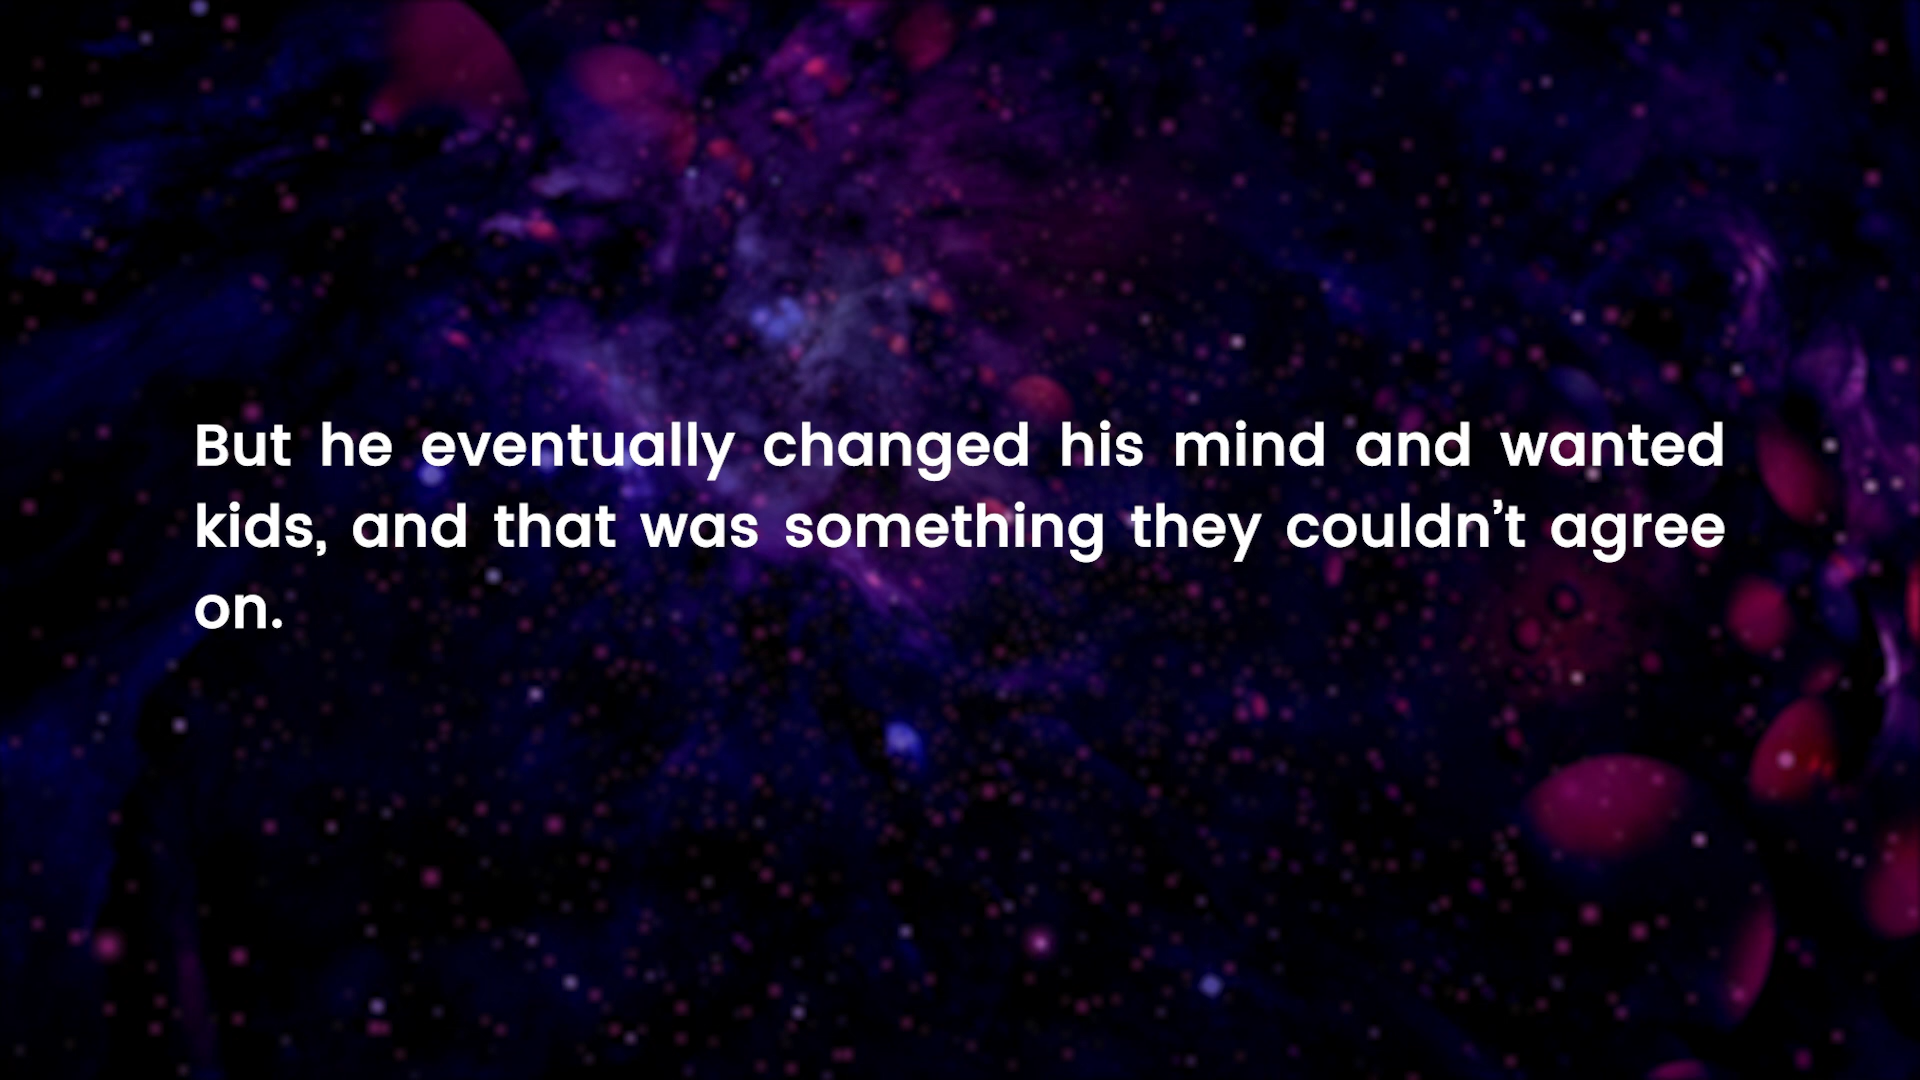 But he eventually changed his mind and wanted
kids, and that was something they couldn’t agree
on.